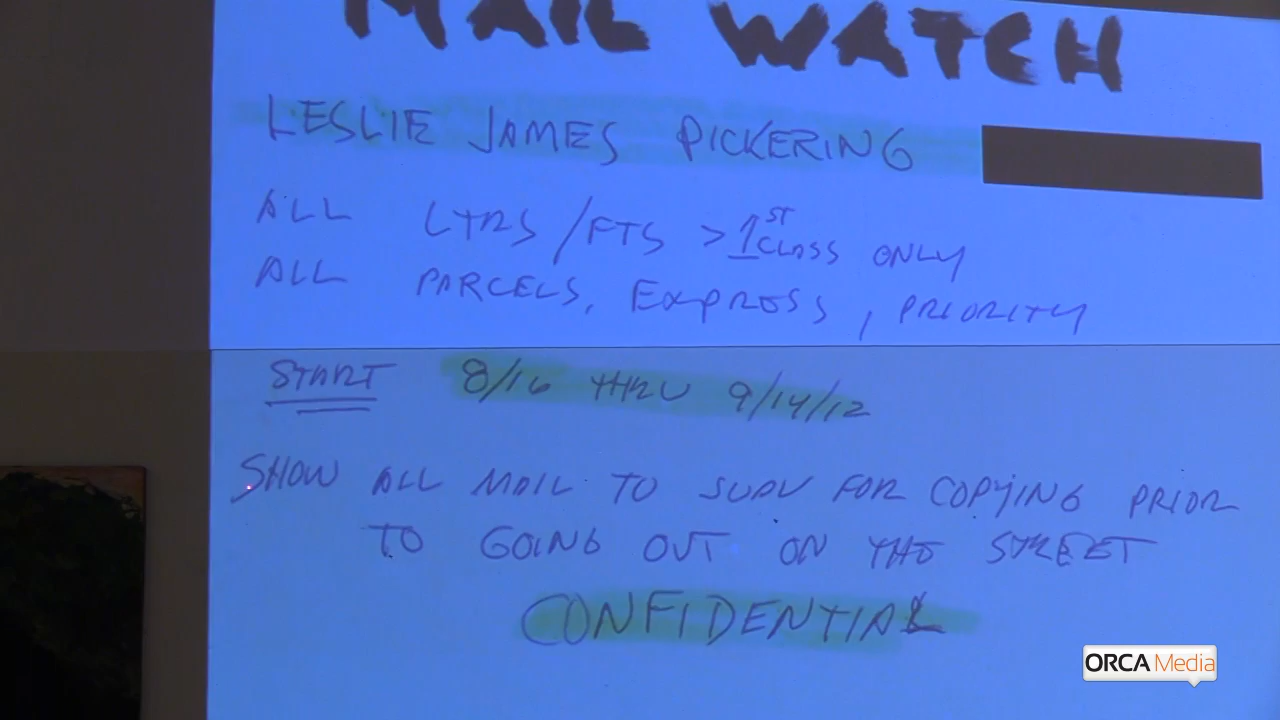 MAIL WATCH
LESLIE JAMES PICKERING
ALL LTRS/FTS > 1ST CLASS ONLY
ALL PARCELS, EXPRESS, PRIORITY
START 8/16 THRU 9/14/12
SHOW ALL MAIL TO SUPV FOR COPYING PRIOR
TO GOING OUT ON THE STREET
CONFIDENTIAL
ORCA Media